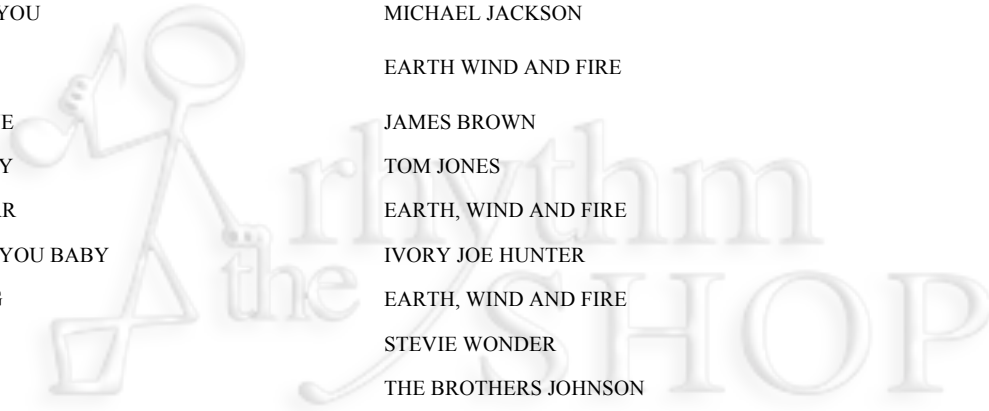 YOU MICHAEL JACKSON
EARTH WIND AND FIRE
E JAMES BROWN
Y TOM JONES
R EARTH, WIND AND FIRE
YOU BABY IVORY JOE HUNTER
G EARTH, WIND AND FIRE
STEVIE WONDER
THE BROTHERS JOHNSON
the rhythm
SHOP